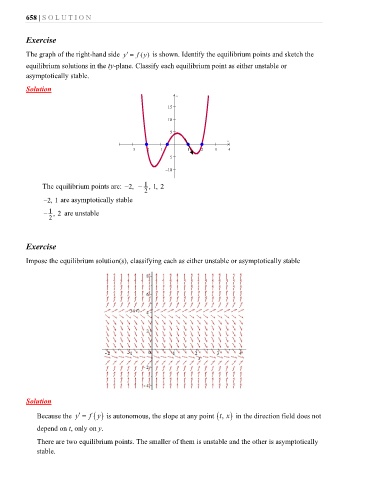 658 | S O L U T I O N
Exercise
The graph of the right-hand side y' = f(y) is shown. Identify the equilibrium points and sketch the
equilibrium solutions in the ty-plane. Classify each equilibrium point as either unstable or
asymptotically stable.
Solution
15
10
5
-10
The equilibrium points are: −2, −1/2, 1, 2
−2, 1 are asymptotically stable
−1/2, 2 are unstable
Exercise
Impose the equilibrium solution(s), classifying each as either unstable or asymptotically stable
Solution
Because the y' = f(y) is autonomous, the slope at any point (t, x) in the direction field does not
depend on t, only on y.
There are two equilibrium points. The smaller of them is unstable and the other is asymptotically
stable.